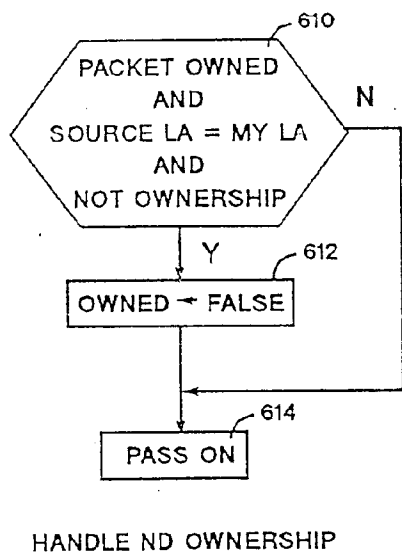 610
PACKET OWNED
AND
SOURCE LA = MY LA
AND
NOT OWNERSHIP
N
Y
612
OWNED ← FALSE
614
PASS ON
HANDLE ND OWNERSHIP